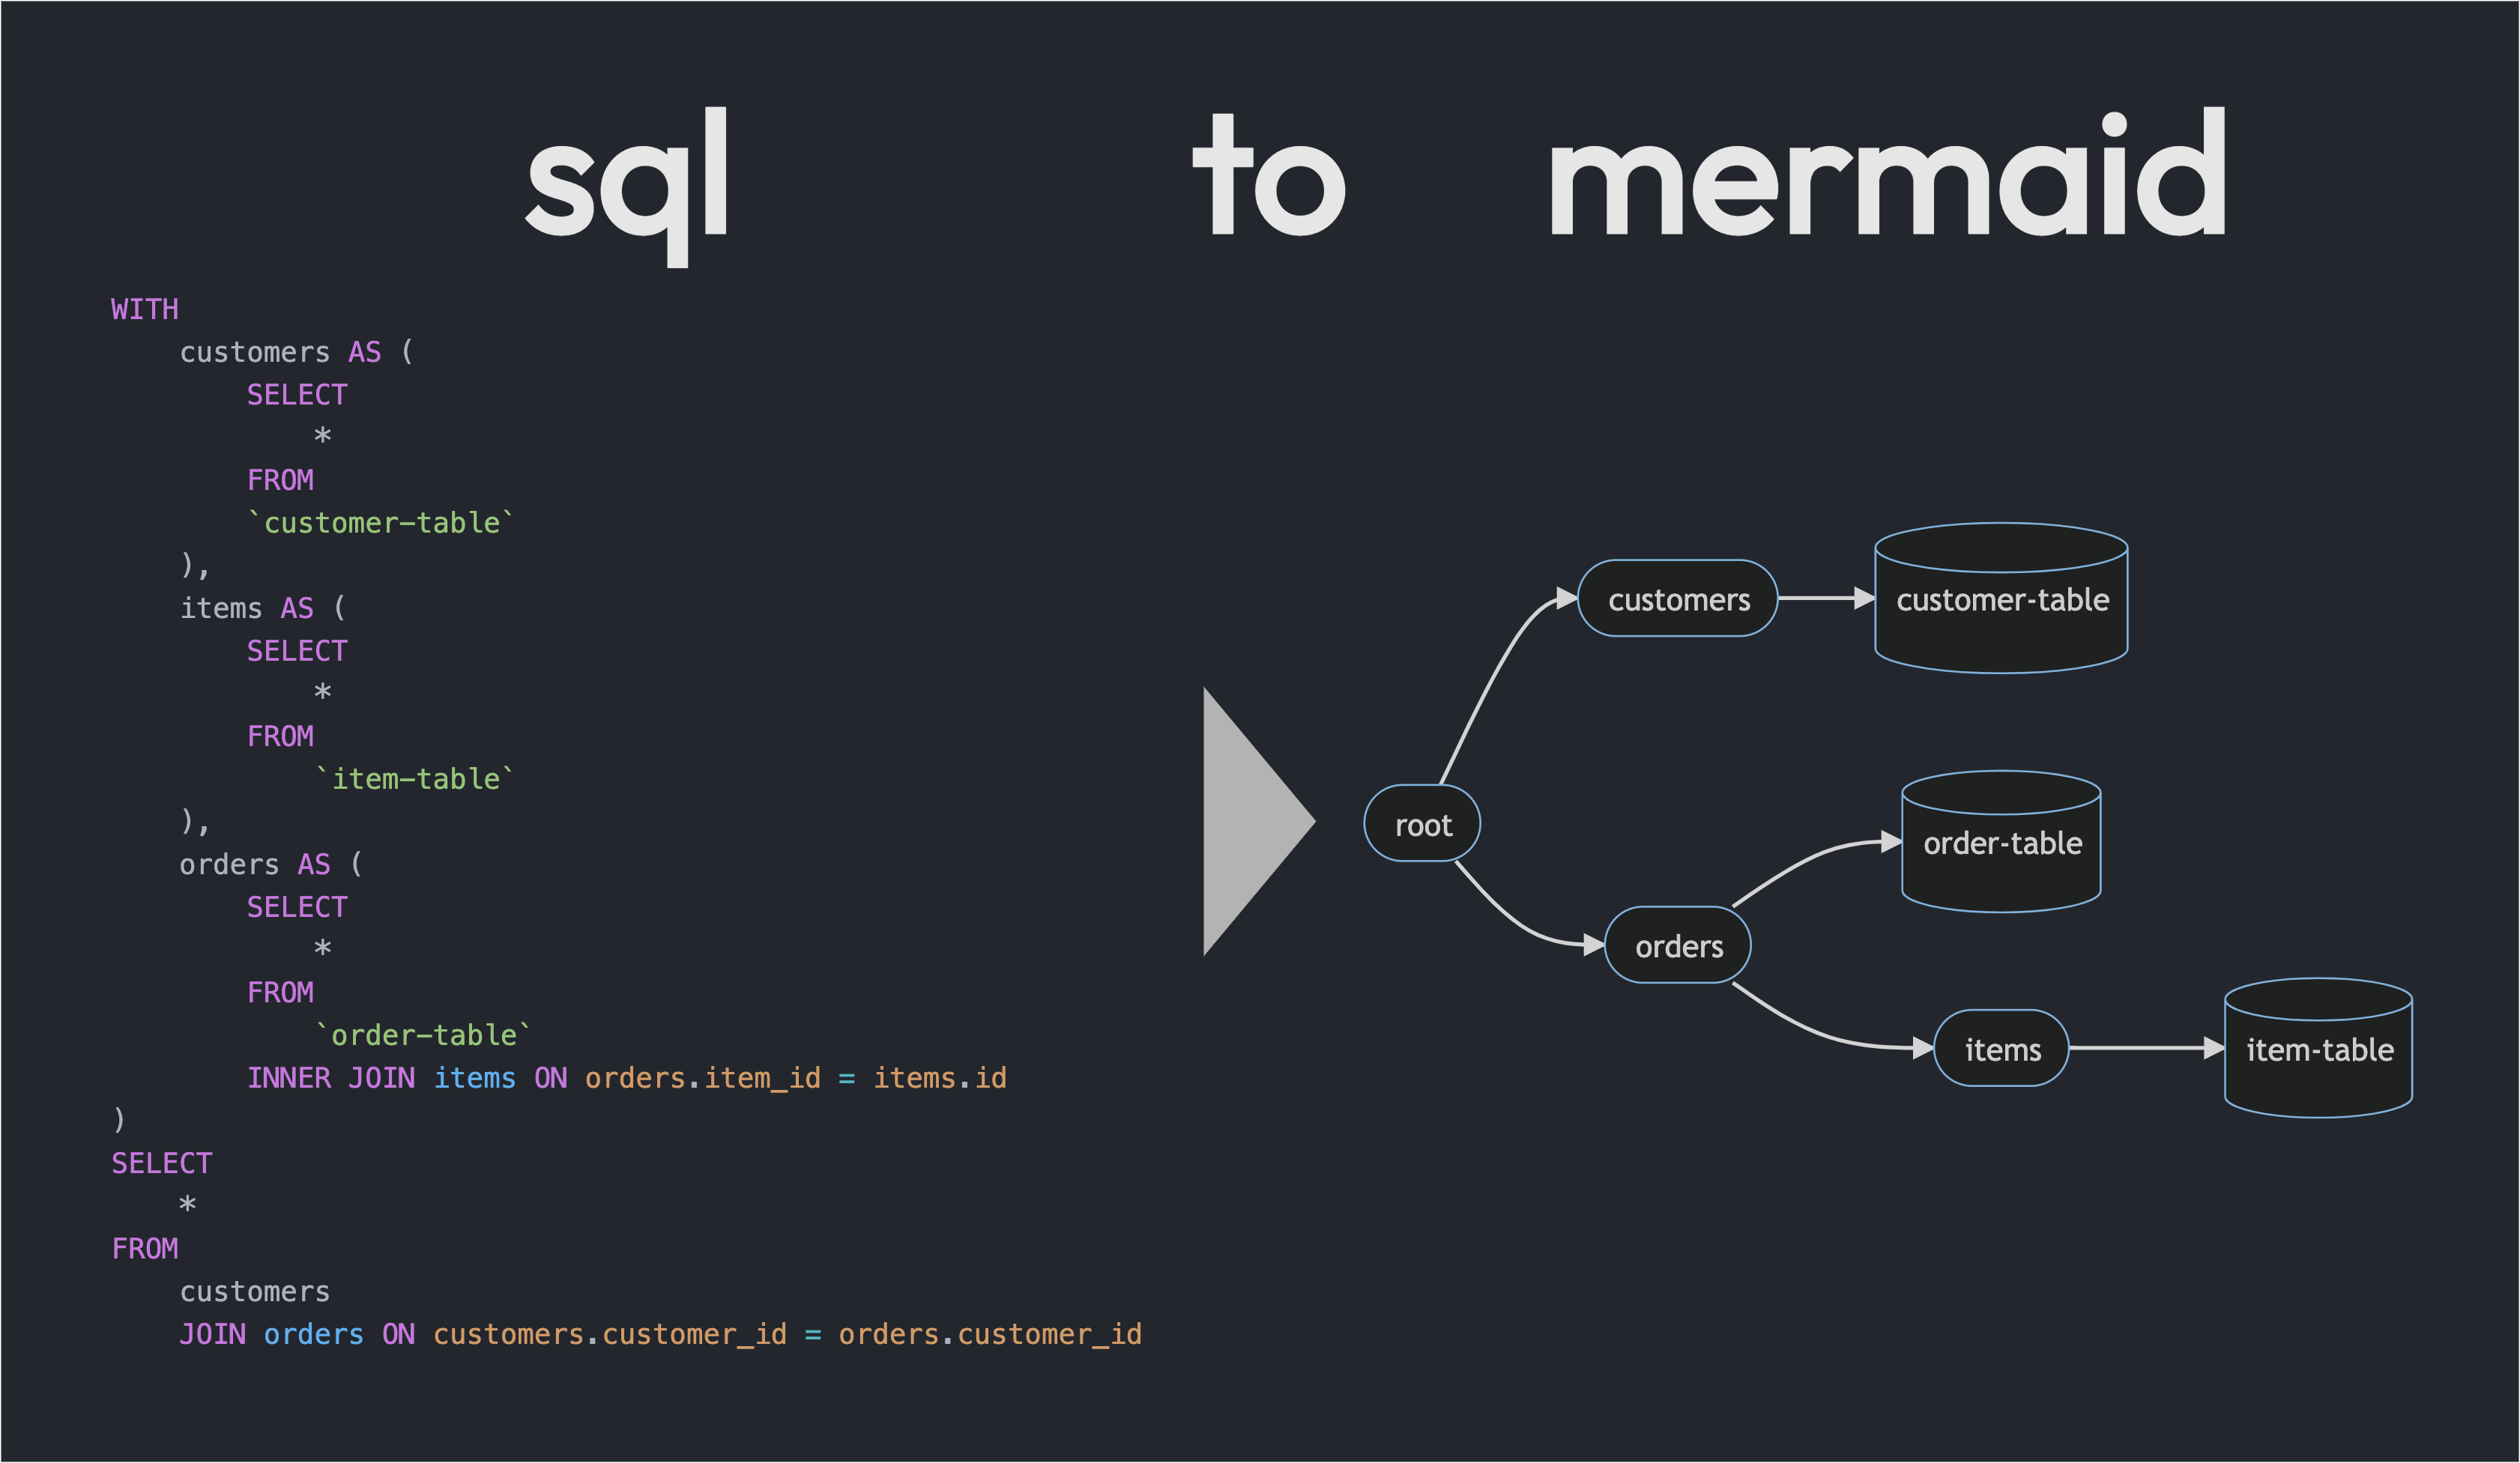 sql to mermaid
WITH
    customers AS (
        SELECT
            *
        FROM
        `customer-table`
    ),
    items AS (
        SELECT
            *
        FROM
            `item-table`
    ),
    orders AS (
        SELECT
            *
        FROM
            `order-table`
        INNER JOIN items ON orders.item_id = items.id
)
SELECT
    *
FROM
    customers
    JOIN orders ON customers.customer_id = orders.customer_id
customers
customer-table
root
order-table
orders
items
item-table